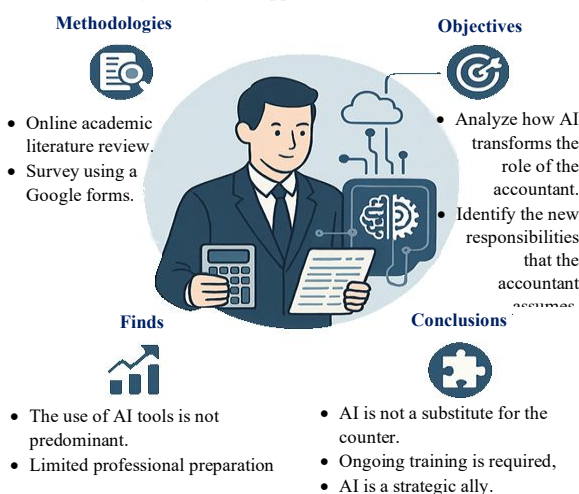 Methodologies
• Online academic
literature review.
• Survey using a
Google forms.
Objectives
• Analyze how AI
transforms the
role of the
accountant.
• Identify the new
responsibilities
that the
accountant
assumes.
Finds
• The use of AI tools is not
predominant.
• Limited professional preparation
Conclusions
• AI is not a substitute for the
counter.
• Ongoing training is required,
• AI is a strategic ally.